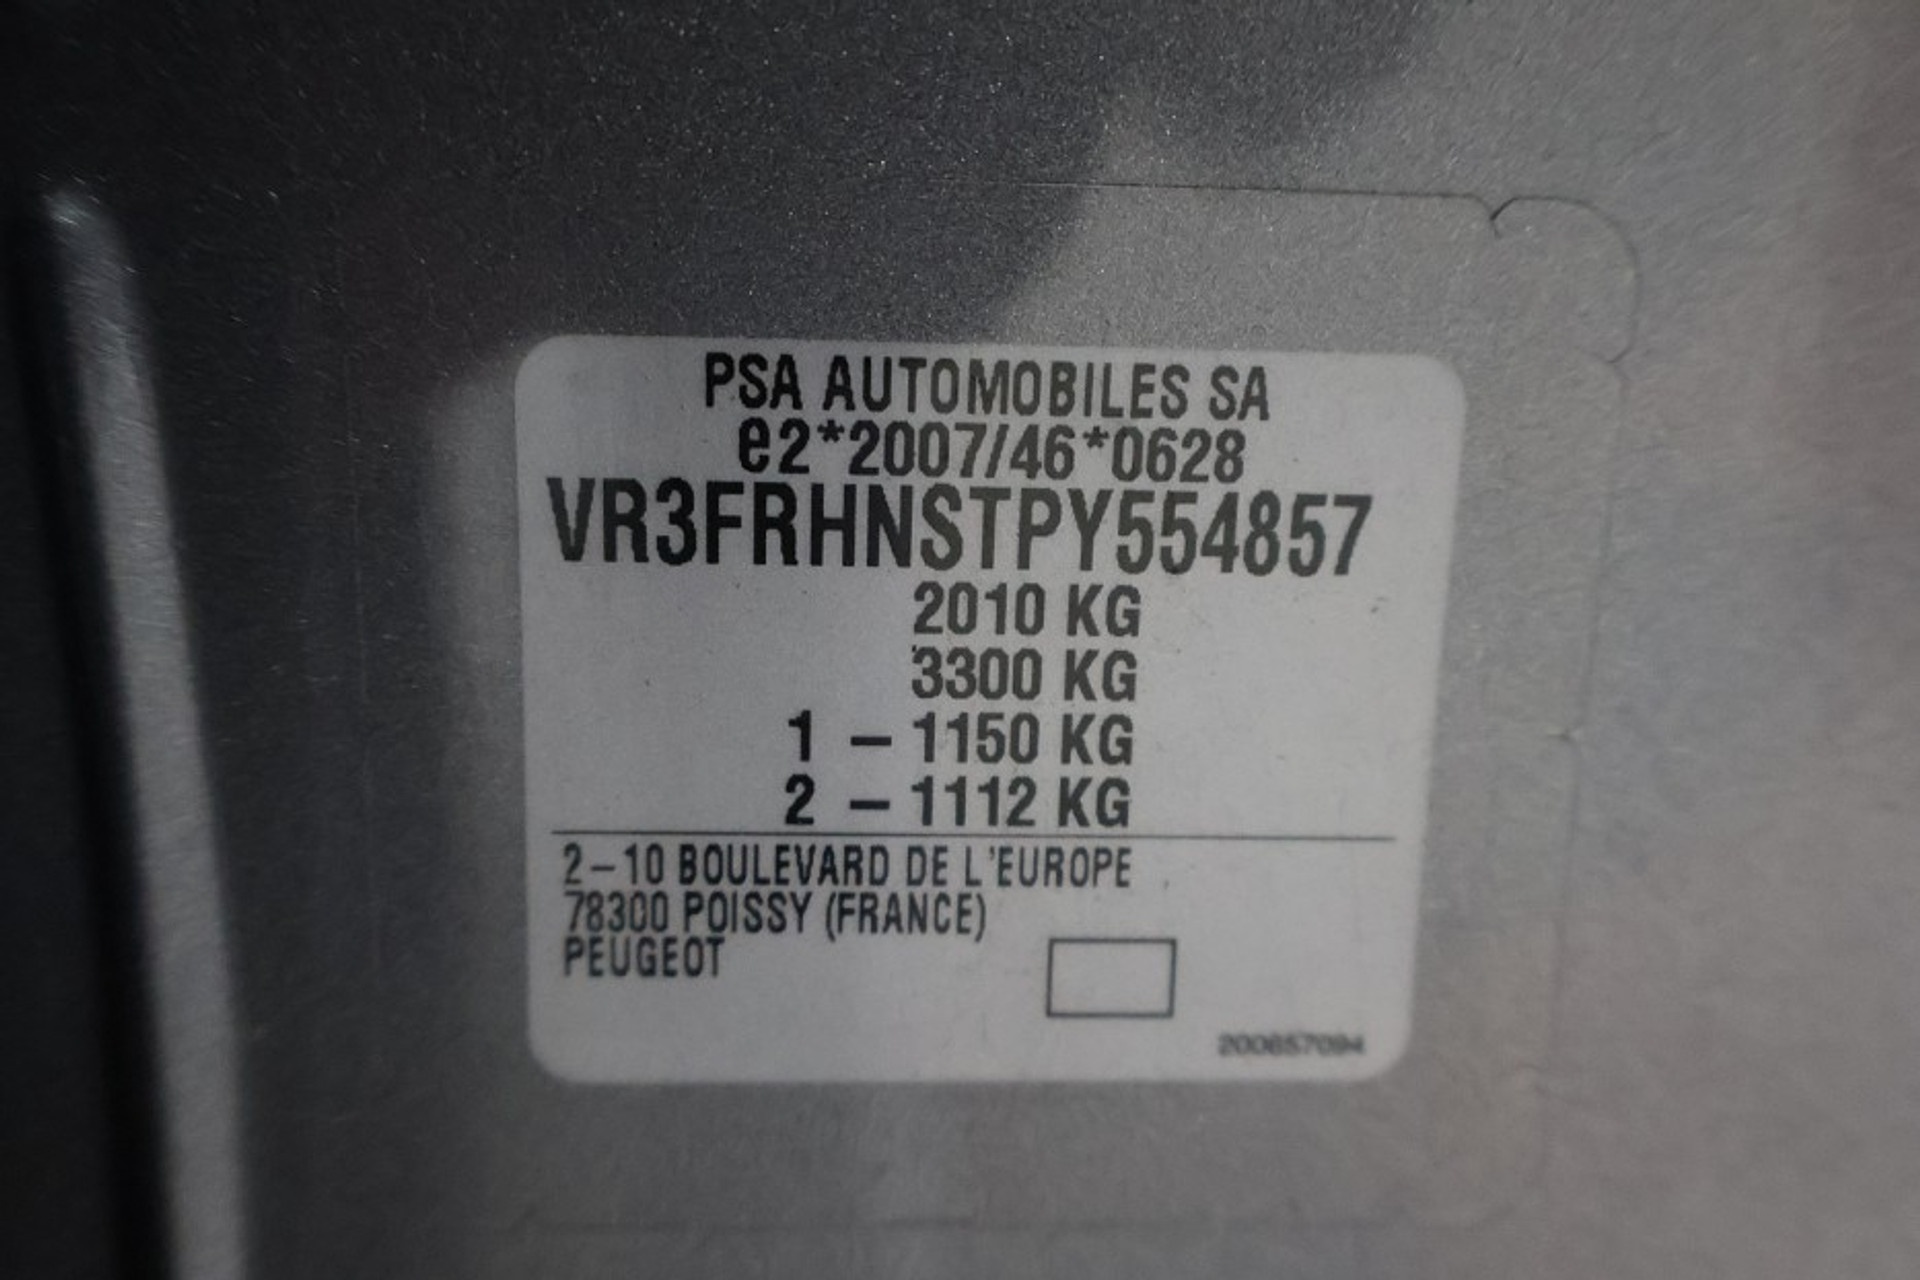 PSA AUTOMOBILES SA
e2*2007/46*0628
VR3FRHNSTPY554857
2010 KG
3300 KG
1 – 1150 KG
2 – 1112 KG
2–10 BOULEVARD DE L'EUROPE
78300 POISSY (FRANCE)
PEUGEOT
200657094